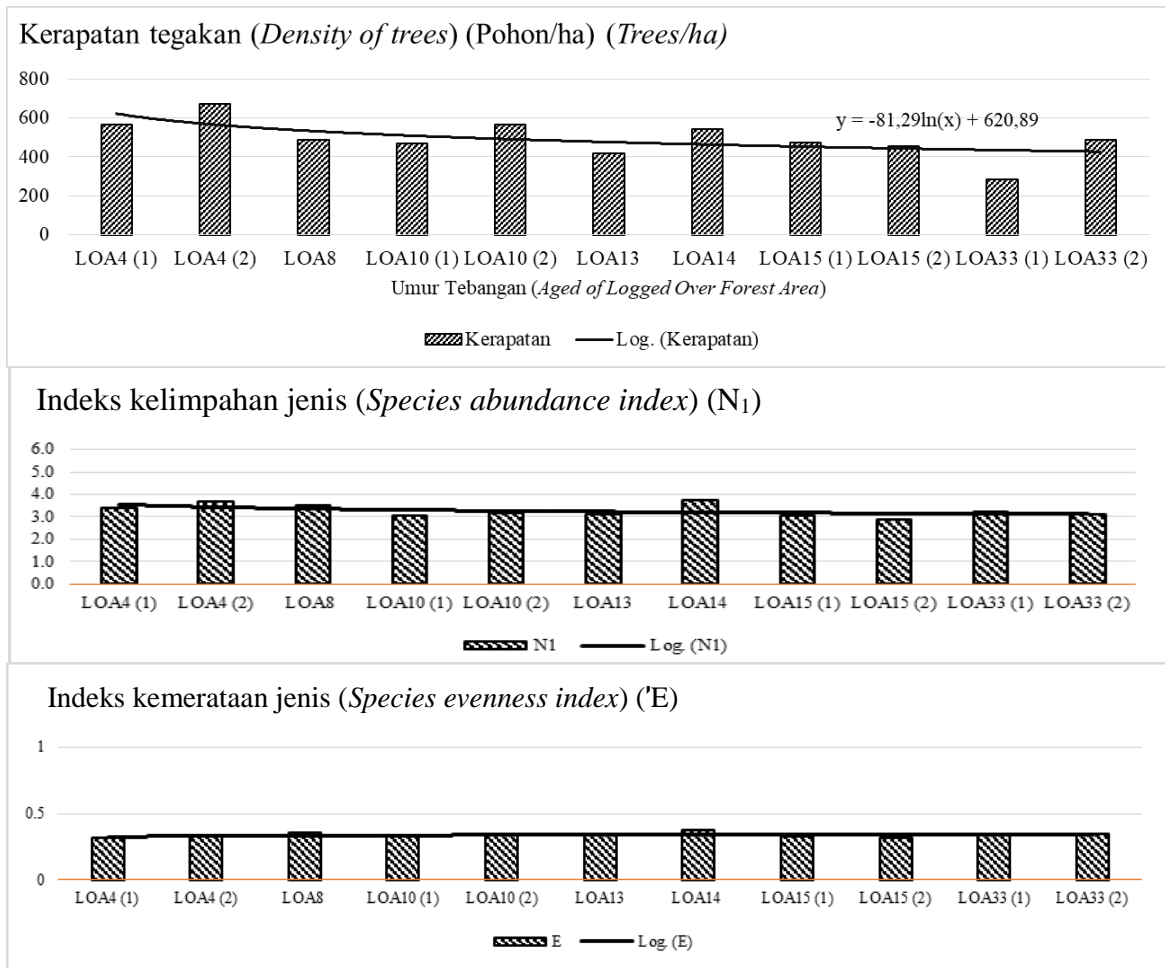 Kerapatan tegakan (Density of trees) (Pohon/ha) (Trees/ha)
800
600
400
200
0
y = -81,29ln(x) + 620,89
LOA4 (1) LOA4 (2) LOA8 LOA10 (1) LOA10 (2) LOA13 LOA14 LOA15 (1) LOA15 (2) LOA33 (1) LOA33 (2)
Umur Tebangan (Aged of Logged Over Forest Area)
Kerapatan Log. (Kerapatan)
Indeks kelimpahan jenis (Species abundance index) (N₁)
6.0
5.0
4.0
3.0
2.0
1.0
0.0
LOA4 (1) LOA4 (2) LOA8 LOA10 (1) LOA10 (2) LOA13 LOA14 LOA15 (1) LOA15 (2) LOA33 (1) LOA33 (2)
N1 Log. (N1)
Indeks kemerataan jenis (Species evenness index) ('E)
1
0.5
0
LOA4 (1) LOA4 (2) LOA8 LOA10 (1) LOA10 (2) LOA13 LOA14 LOA15 (1) LOA15 (2) LOA33 (1) LOA33 (2)
E Log. (E)